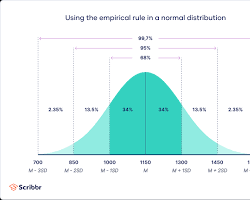 Using the empirical rule in a normal distribution
99.7%
95%
68%
2.35% 13.5% 34% 34% 13.5% 2.35%
700 850 1000 1150 1300 1450
M - 3SD M - 2SD M - 1SD M M + 1SD M + 2SD
Scribbr